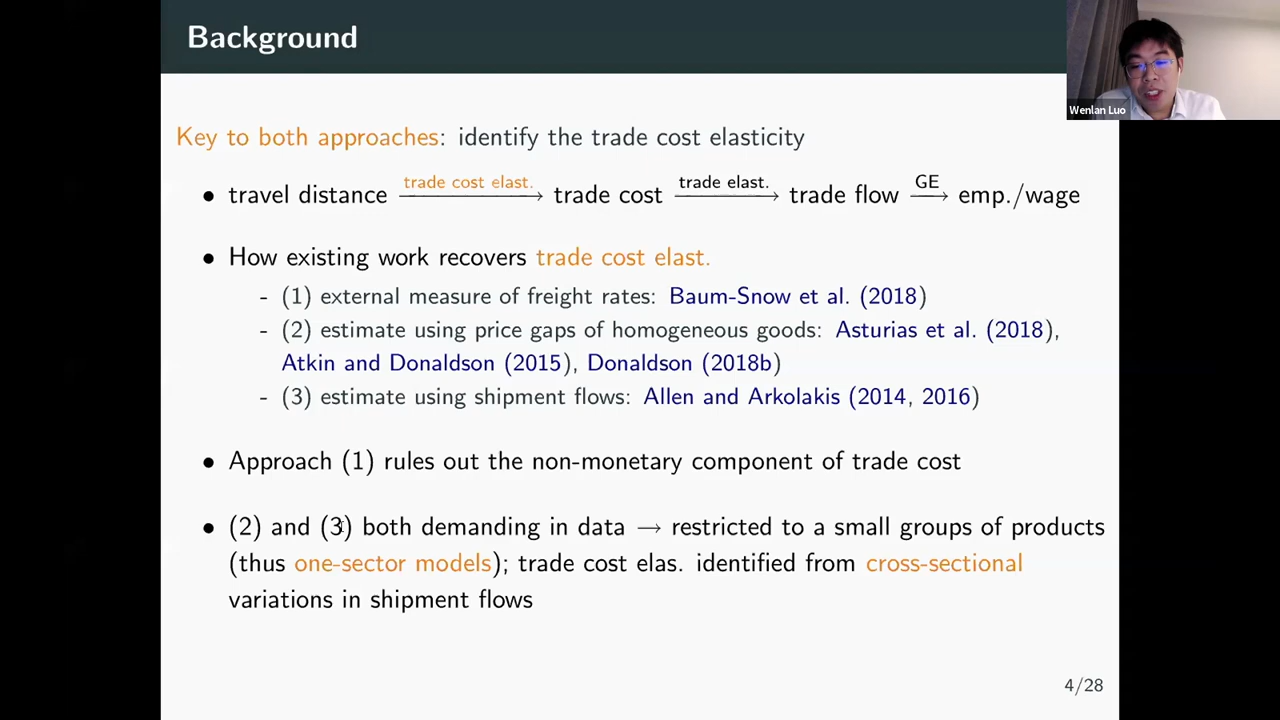 Background
Wenlan Luo
Key to both approaches: identify the trade cost elasticity
• travel distance —trade cost elast.→ trade cost —trade elast.→ trade flow —GE→ emp./wage
• How existing work recovers trade cost elast.
- (1) external measure of freight rates: Baum-Snow et al. (2018)
- (2) estimate using price gaps of homogeneous goods: Asturias et al. (2018),
Atkin and Donaldson (2015), Donaldson (2018b)
- (3) estimate using shipment flows: Allen and Arkolakis (2014, 2016)
• Approach (1) rules out the non-monetary component of trade cost
• (2) and (3) both demanding in data → restricted to a small groups of products
(thus one-sector models); trade cost elas. identified from cross-sectional
variations in shipment flows
4/28